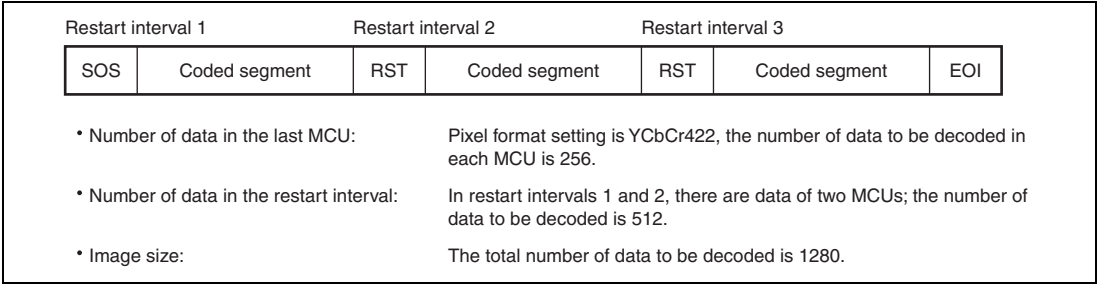 Restart interval 1 Restart interval 2 Restart interval 3
SOS Coded segment RST Coded segment RST Coded segment EOI
• Number of data in the last MCU: Pixel format setting is YCbCr422, the number of data to be decoded in
each MCU is 256.
• Number of data in the restart interval: In restart intervals 1 and 2, there are data of two MCUs; the number of
data to be decoded is 512.
• Image size: The total number of data to be decoded is 1280.